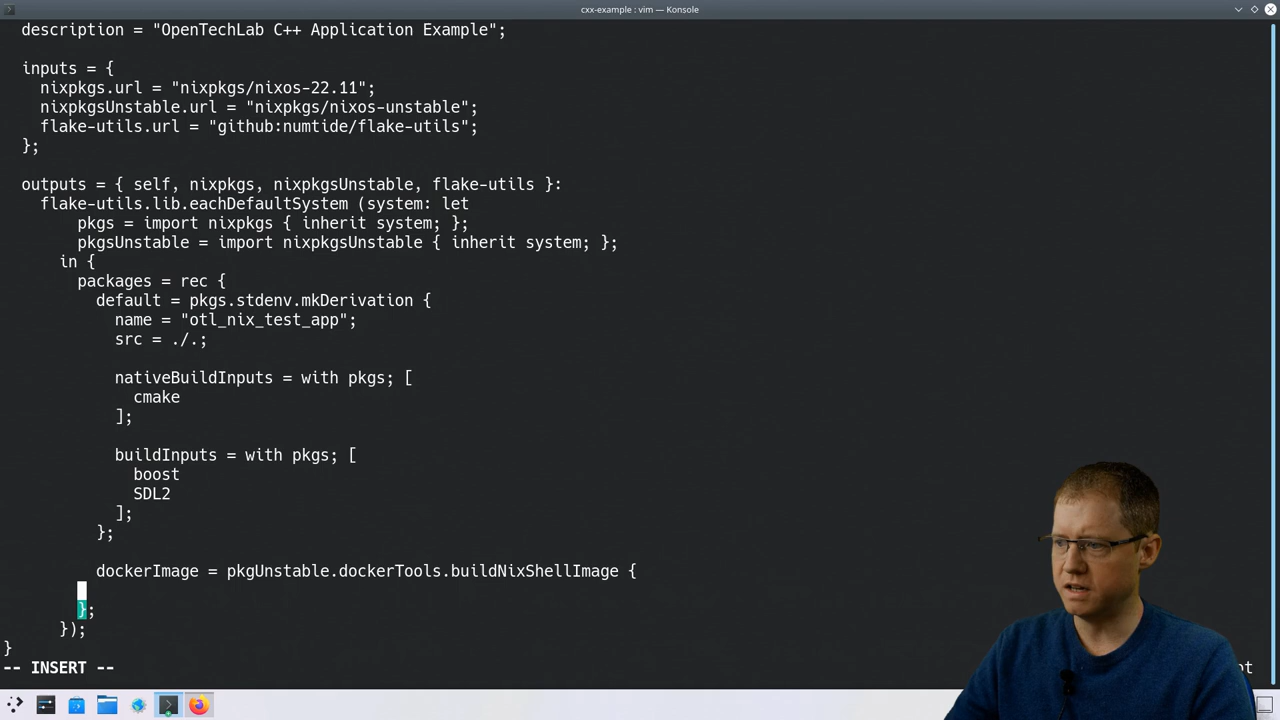 cxx-example : vim — Konsole
description = "OpenTechLab C++ Application Example";
inputs = {
nixpkgs.url = "nixpkgs/nixos-22.11";
nixpkgsUnstable.url = "nixpkgs/nixos-unstable";
flake-utils.url = "github:numtide/flake-utils";
};
outputs = { self, nixpkgs, nixpkgsUnstable, flake-utils }:
flake-utils.lib.eachDefaultSystem (system: let
pkgs = import nixpkgs { inherit system; };
pkgsUnstable = import nixpkgsUnstable { inherit system; };
in {
packages = rec {
default = pkgs.stdenv.mkDerivation {
name = "otl_nix_test_app";
src = ./.;
nativeBuildInputs = with pkgs; [
cmake
];
buildInputs = with pkgs; [
boost
SDL2
];
};
dockerImage = pkgUnstable.dockerTools.buildNixShellImage {
};
});
}
-- INSERT --